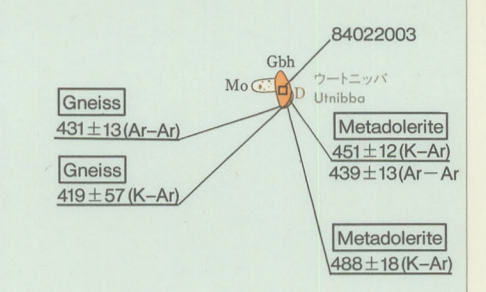 84022003
Gbh
Mo
D
ウートニッバ
Utnibba
Gneiss
431±13(Ar–Ar)
Gneiss
419±57(K–Ar)
Metadolerite
451±12(K–Ar)
439±13(Ar–Ar
Metadolerite
488±18(K–Ar)